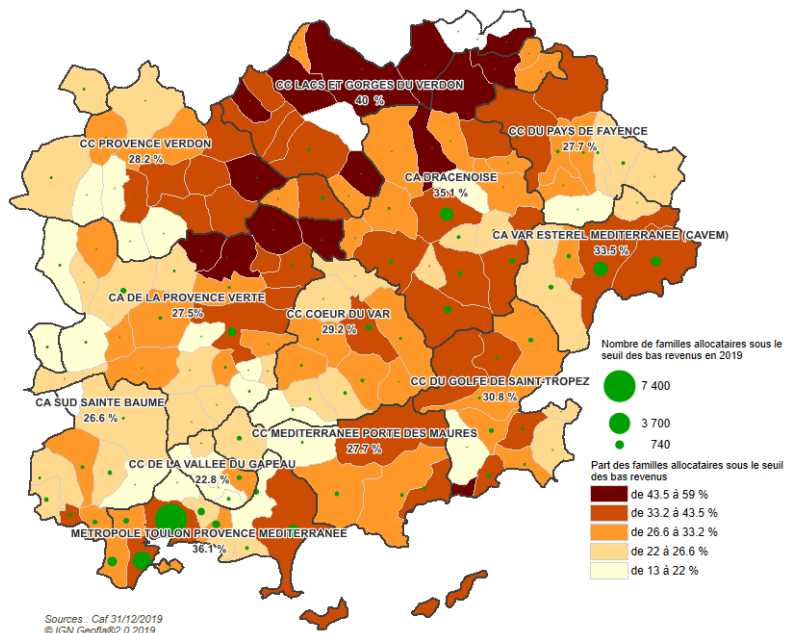 CC LACS ET GORGES DU VERDON
40 %
CC PROVENCE VERDON
28.2 %
CC DU PAYS DE FAYENCE
27.7 %
CA DRACENOISE
35.1 %
CA VAR ESTEREL MEDITERRANEE (CAVEM)
33.5 %
CA DE LA PROVENCE VERTE
27.5%
CC COEUR DU VAR
29.2 %
CC DU GOLFE DE SAINT-TROPEZ
30.8 %
CA SUD SAINTE BAUME
26.6 %
CC MEDITERRANEE PORTE DES MAURES
27.7 %
CC DE LA VALLEE DU GAPEAU
22.8 %
METROPOLE TOULON PROVENCE MEDITERRANEE
36.1 %
Nombre de familles allocataires sous le
seuil des bas revenus en 2019
7 400
3 700
740
Part des familles allocataires sous le seuil
des bas revenus
de 43.5 à 59 %
de 33.2 à 43.5 %
de 26.6 à 33.2 %
de 22 à 26.6 %
de 13 à 22 %
Sources : Caf 31/12/2019
© IGN Geofla®2.0 2019